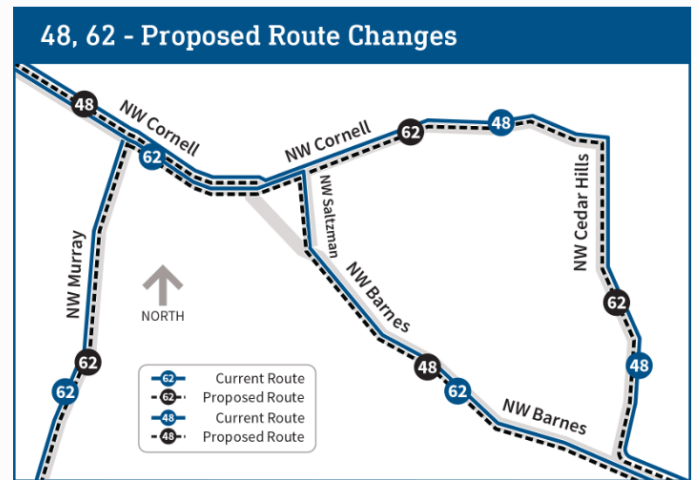 48, 62 - Proposed Route Changes
48
NW Cornell
62
NW Cornell
62
48
NW Saltzman
NW Cedar Hills
NW Murray
NORTH
NW Barnes
62
62
62
48
62
48
NW Barnes
62 Current Route
62 Proposed Route
48 Current Route
48 Proposed Route